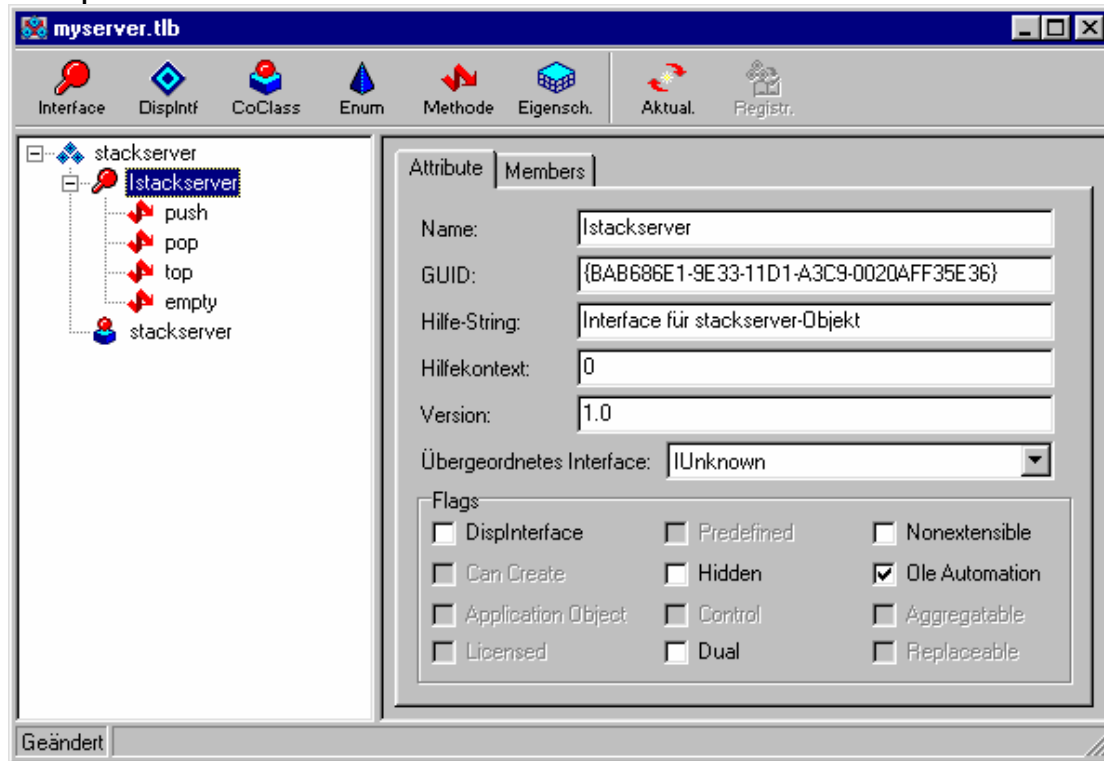 myserver.tlb
Interface DispIntf CoClass Enum Methode Eigensch. Aktual. Registr.
stackserver
Istackserver
push
pop
top
empty
stackserver
Attribute Members
Name: Istackserver
GUID: {BAB686E1-9E33-11D1-A3C9-0020AFF35E36}
Hilfe-String: Interface für stackserver-Objekt
Hilfekontext: 0
Version: 1.0
Übergeordnetes Interface: IUnknown
Flags
DispInterface Predefined Nonextensible
Can Create Hidden Ole Automation
Application Object Control Aggregatable
Licensed Dual Replaceable
Geändert